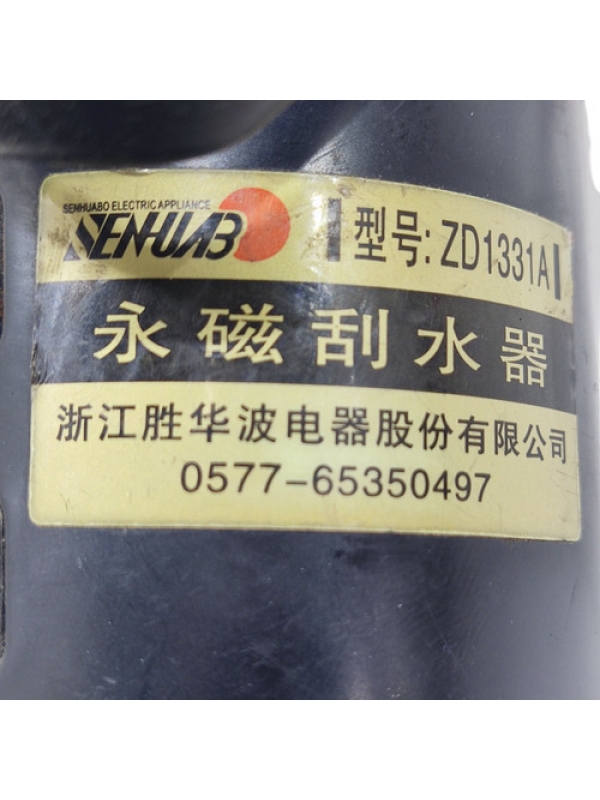 SENHUABO ELECTRIC APPLIANCE
SENHUAB
型号: ZD1331A
永磁刮水器
浙江胜华波电器股份有限公司
0577-65350497